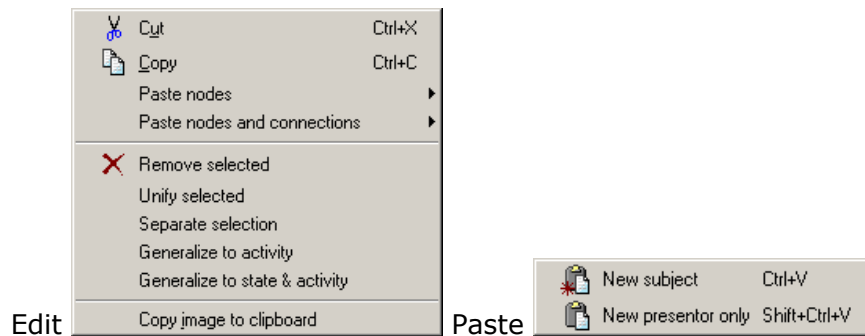 Cut Ctrl+X
Copy Ctrl+C
Paste nodes
Paste nodes and connections
Remove selected
Unify selected
Separate selection
Generalize to activity
Generalize to state & activity
Edit Copy image to clipboard
Paste
New subject Ctrl+V
New presentor only Shift+Ctrl+V